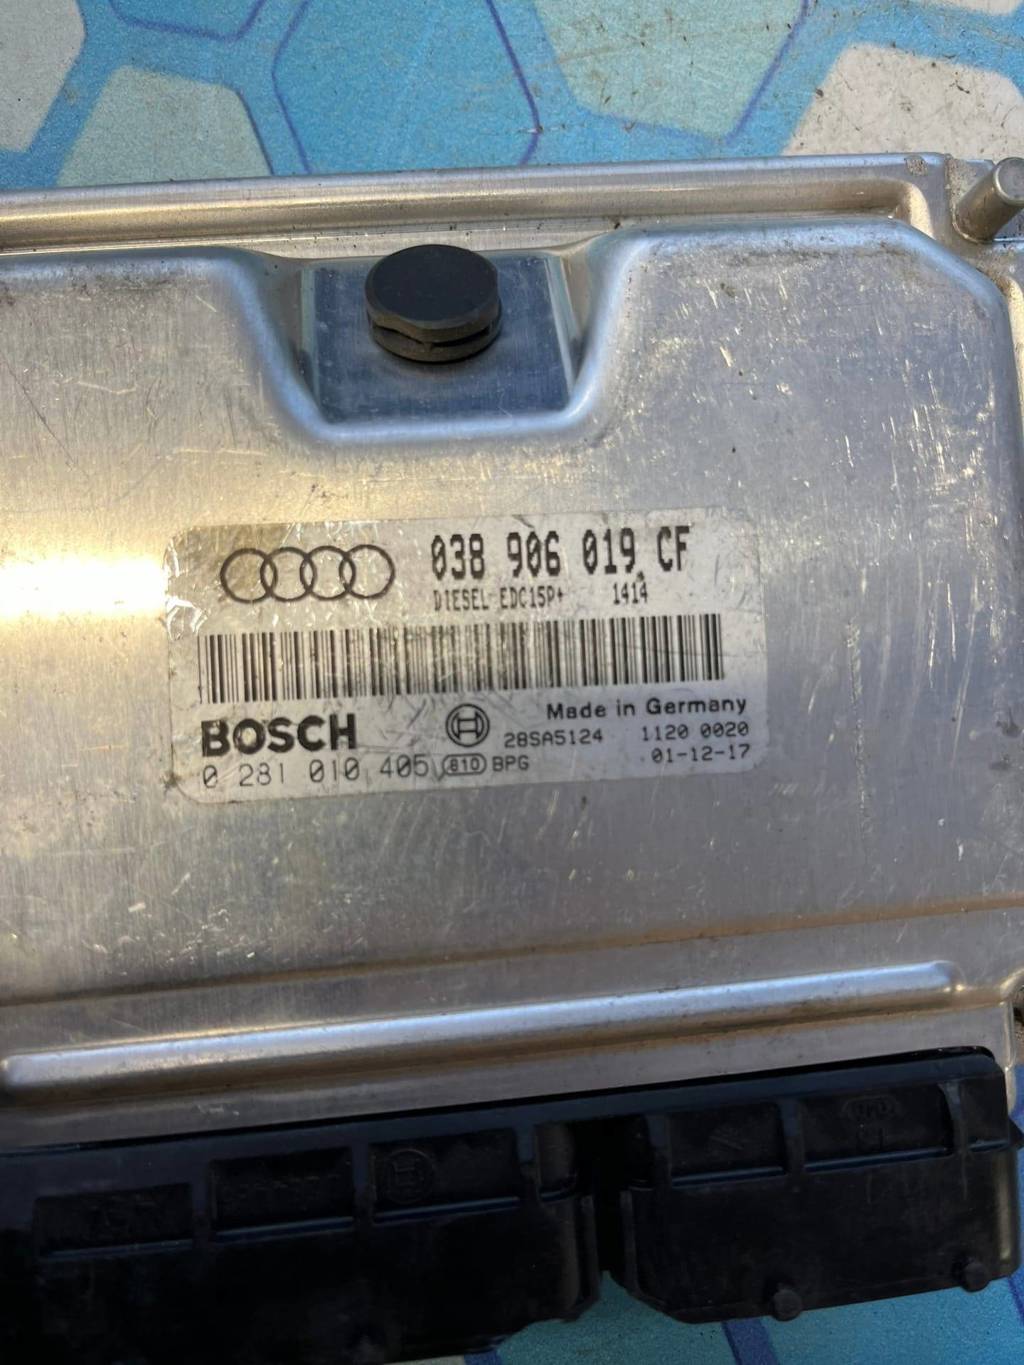 038 906 019 CF
DIESEL EDC15P+ 1414
BOSCH
Made in Germany
28SA5124 1120 0020
0 281 010 405 610 BPG 01-12-17